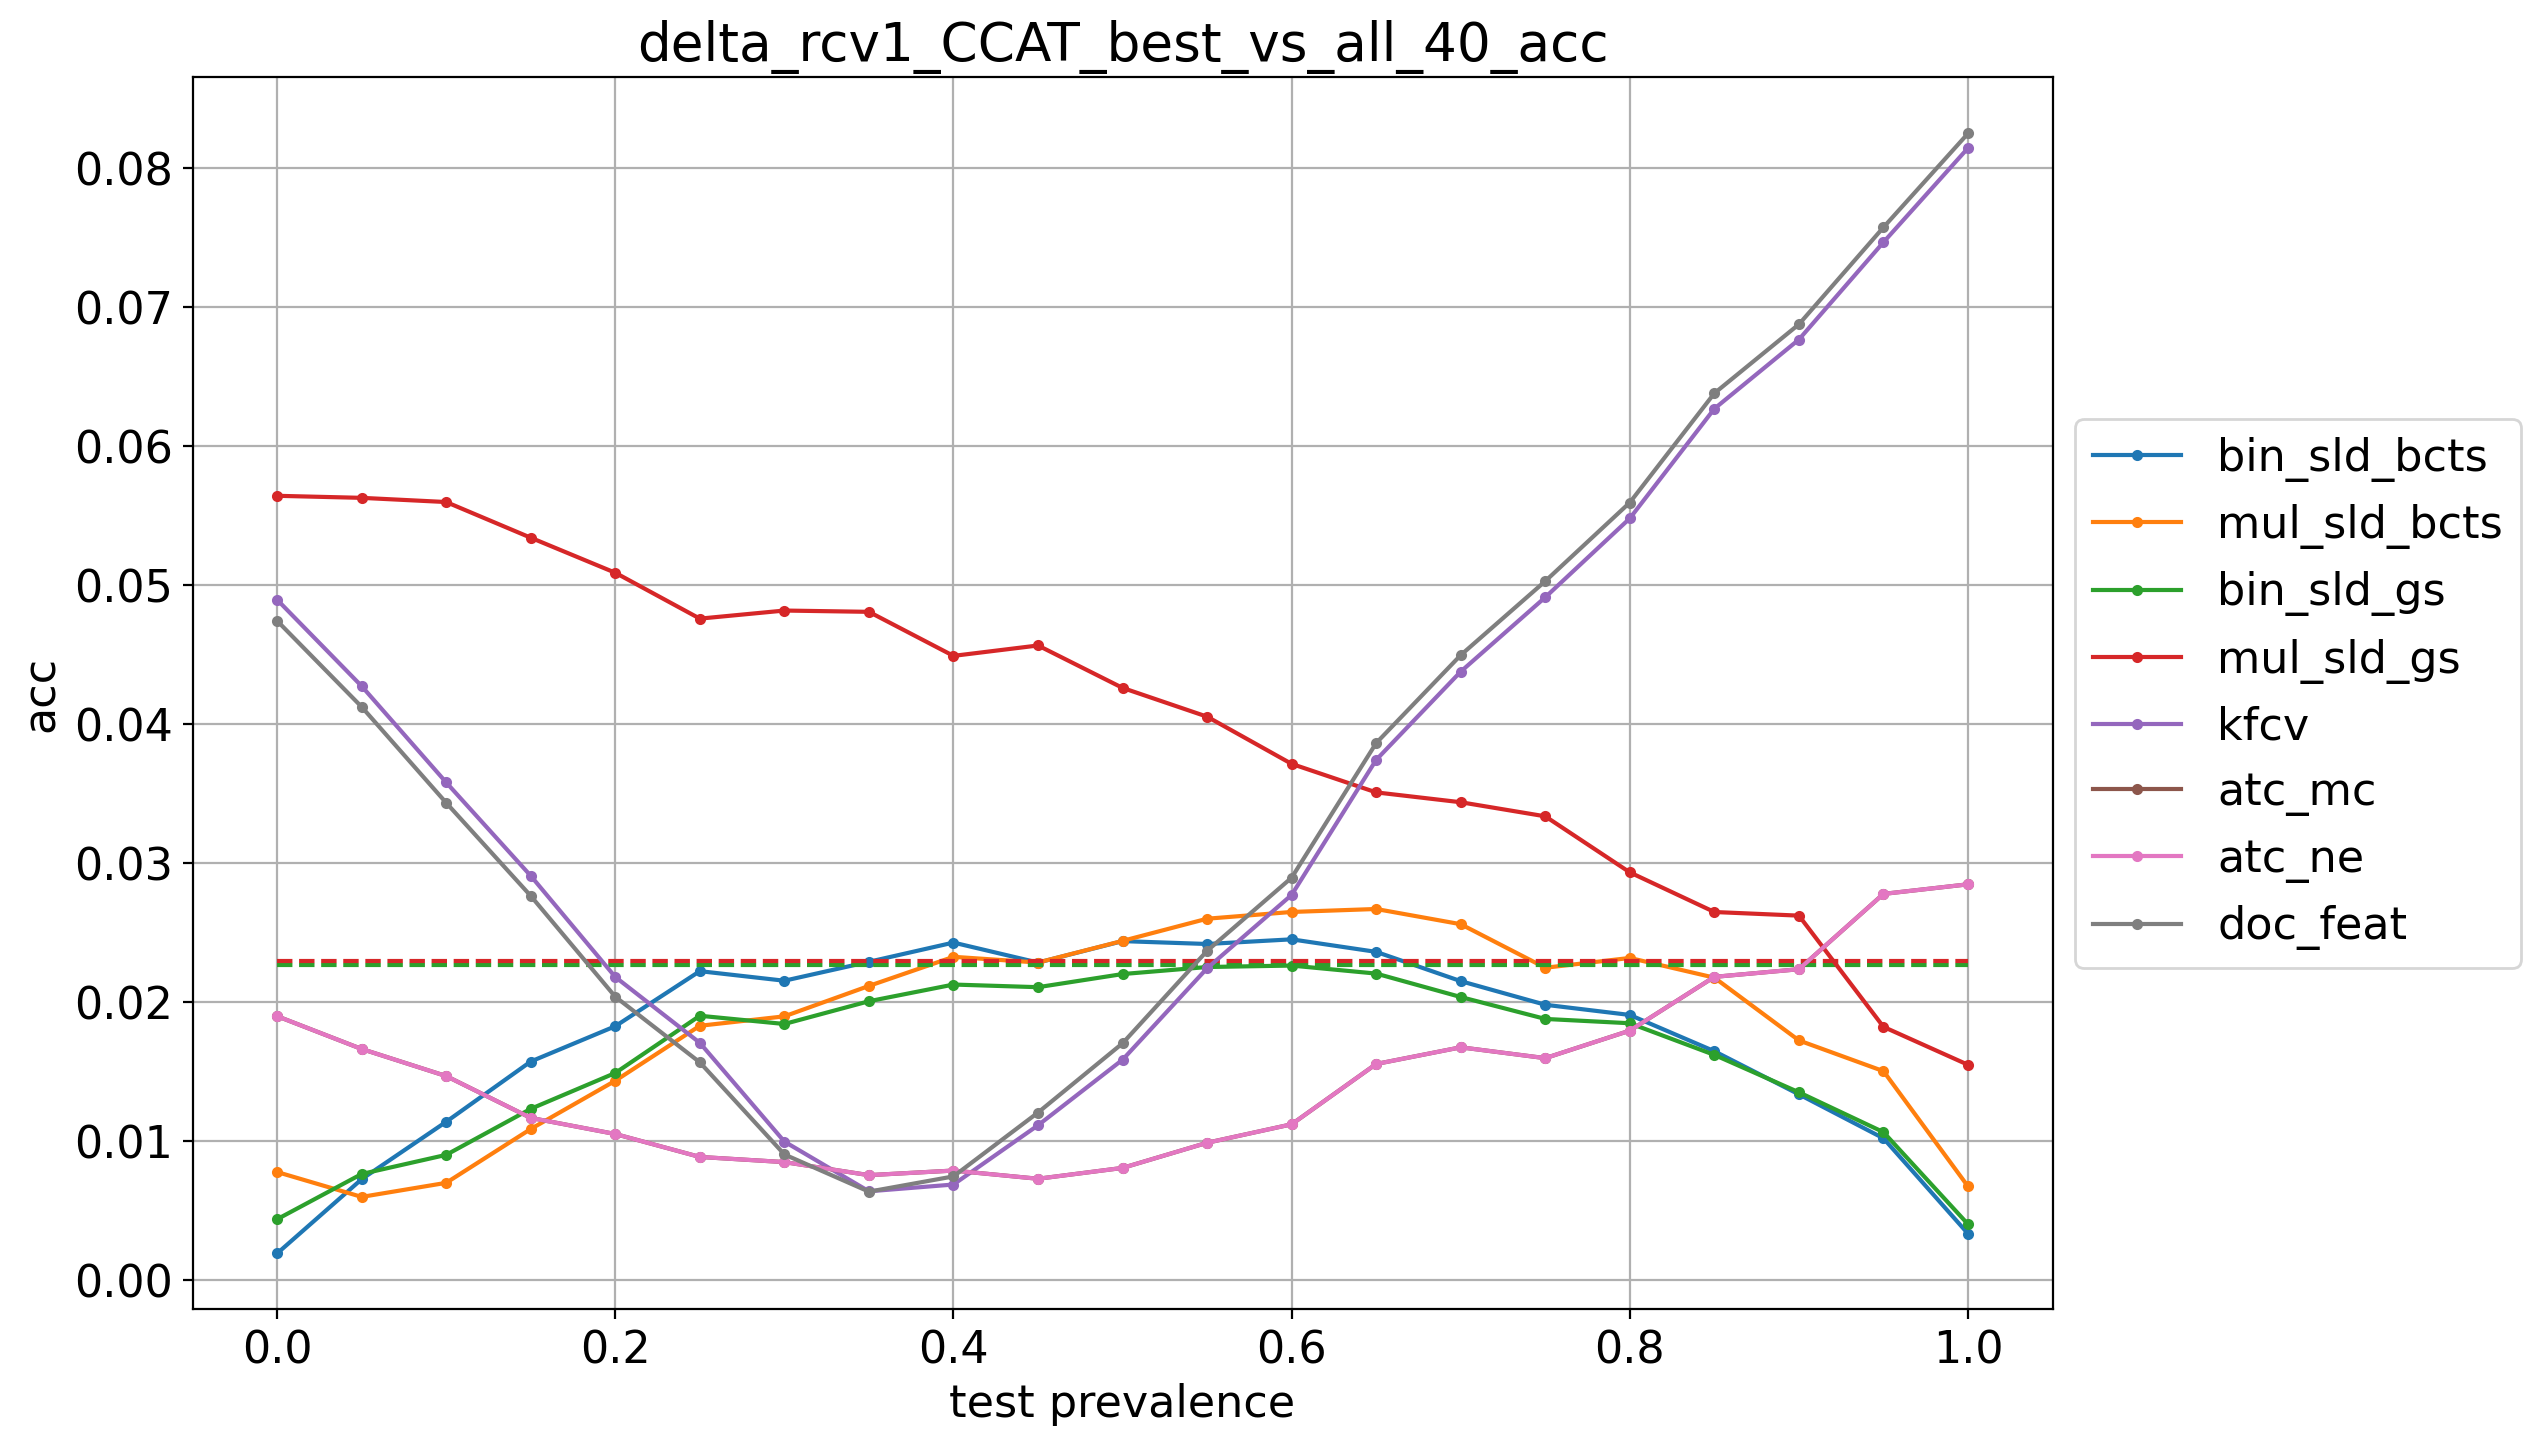 delta_rcv1_CCAT_best_vs_all_40_acc
acc
0.08
0.07
0.06
0.05
0.04
0.03
0.02
0.01
0.00
0.0 0.2 0.4 0.6 0.8 1.0
test prevalence
bin_sld_bcts
mul_sld_bcts
bin_sld_gs
mul_sld_gs
kfcv
atc_mc
atc_ne
doc_feat